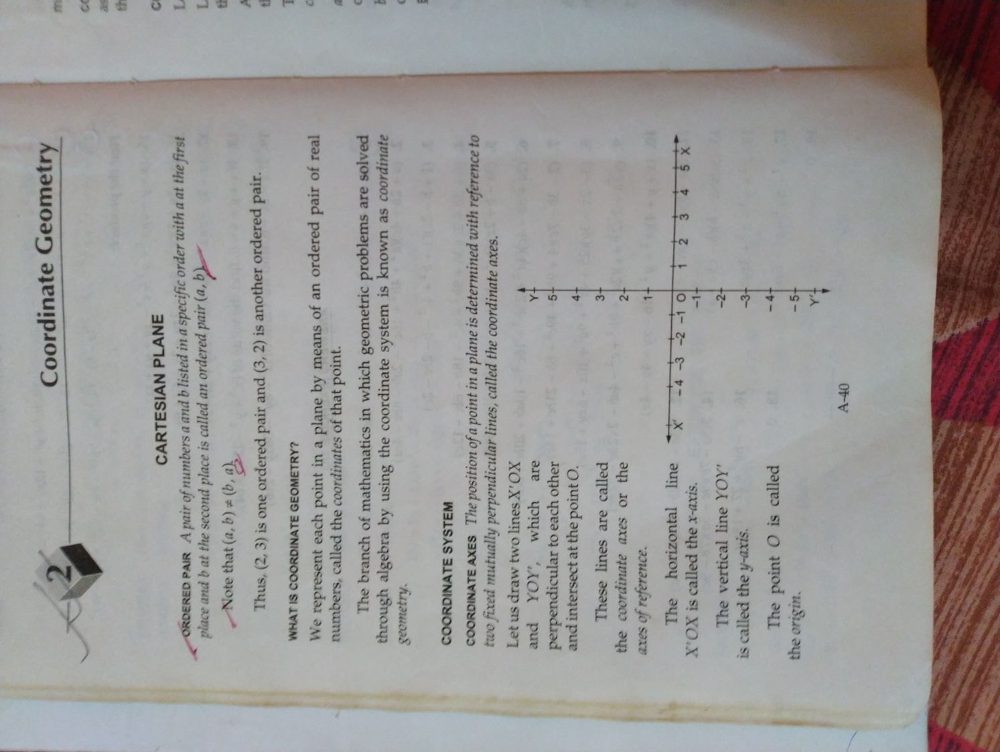 2
Coordinate Geometry
CARTESIAN PLANE
ORDERED PAIR A pair of numbers a and b listed in a specific order with a at the first
place and b at the second place is called an ordered pair (a, b).
Note that (a, b) ≠ (b, a).
Thus, (2, 3) is one ordered pair and (3, 2) is another ordered pair.
WHAT IS COORDINATE GEOMETRY?
We represent each point in a plane by means of an ordered pair of real
numbers, called the coordinates of that point.
The branch of mathematics in which geometric problems are solved
through algebra by using the coordinate system is known as coordinate
geometry.
COORDINATE SYSTEM
COORDINATE AXES The position of a point in a plane is determined with reference to
two fixed mutually perpendicular lines, called the coordinate axes.
Let us draw two lines X'OX
and YOY', which are
perpendicular to each other
and intersect at the point O.
These lines are called
the coordinate axes or the
axes of reference.
The horizontal line
X'OX is called the x-axis.
The vertical line YOY'
is called the y-axis.
The point O is called
the origin.
Y
5
4
3
2
1
X' -4 -3 -2 -1 O 1 2 3 4 5 X
-1
-2
-3
-4
-5
Y'
A-40